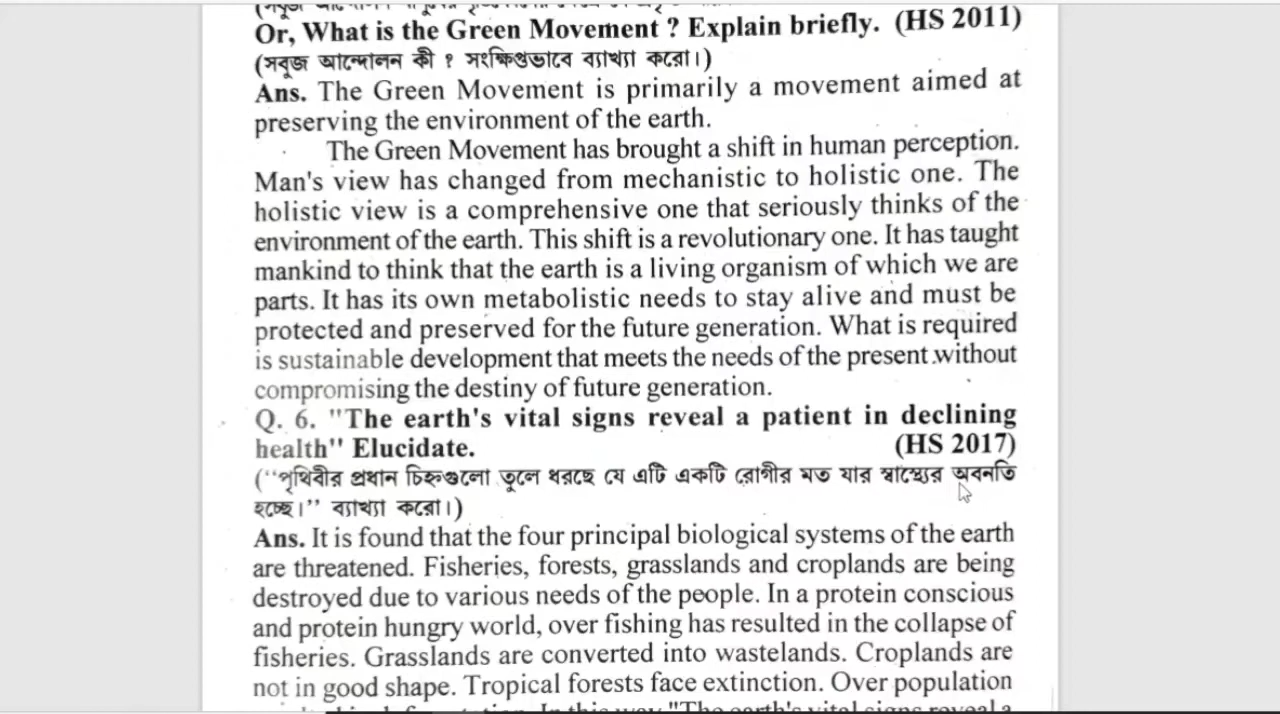 Or, What is the Green Movement ? Explain briefly. (HS 2011)
(সবুজ আন্দোলন কী ? সংক্ষিপ্তভাবে ব্যাখ্যা করো।)
Ans. The Green Movement is primarily a movement aimed at
preserving the environment of the earth.
The Green Movement has brought a shift in human perception.
Man's view has changed from mechanistic to holistic one. The
holistic view is a comprehensive one that seriously thinks of the
environment of the earth. This shift is a revolutionary one. It has taught
mankind to think that the earth is a living organism of which we are
parts. It has its own metabolistic needs to stay alive and must be
protected and preserved for the future generation. What is required
is sustainable development that meets the needs of the present without
compromising the destiny of future generation.
Q. 6. "The earth's vital signs reveal a patient in declining
health" Elucidate. (HS 2017)
(‘‘পৃথিবীর প্রধান চিহ্নগুলো তুলে ধরছে যে এটি একটি রোগীর মত যার স্বাস্থ্যের অবনতি
হচ্ছে।’’ ব্যাখ্যা করো।)
Ans. It is found that the four principal biological systems of the earth
are threatened. Fisheries, forests, grasslands and croplands are being
destroyed due to various needs of the people. In a protein conscious
and protein hungry world, over fishing has resulted in the collapse of
fisheries. Grasslands are converted into wastelands. Croplands are
not in good shape. Tropical forests face extinction. Over population
In this way "The earth's vital signs reveal a